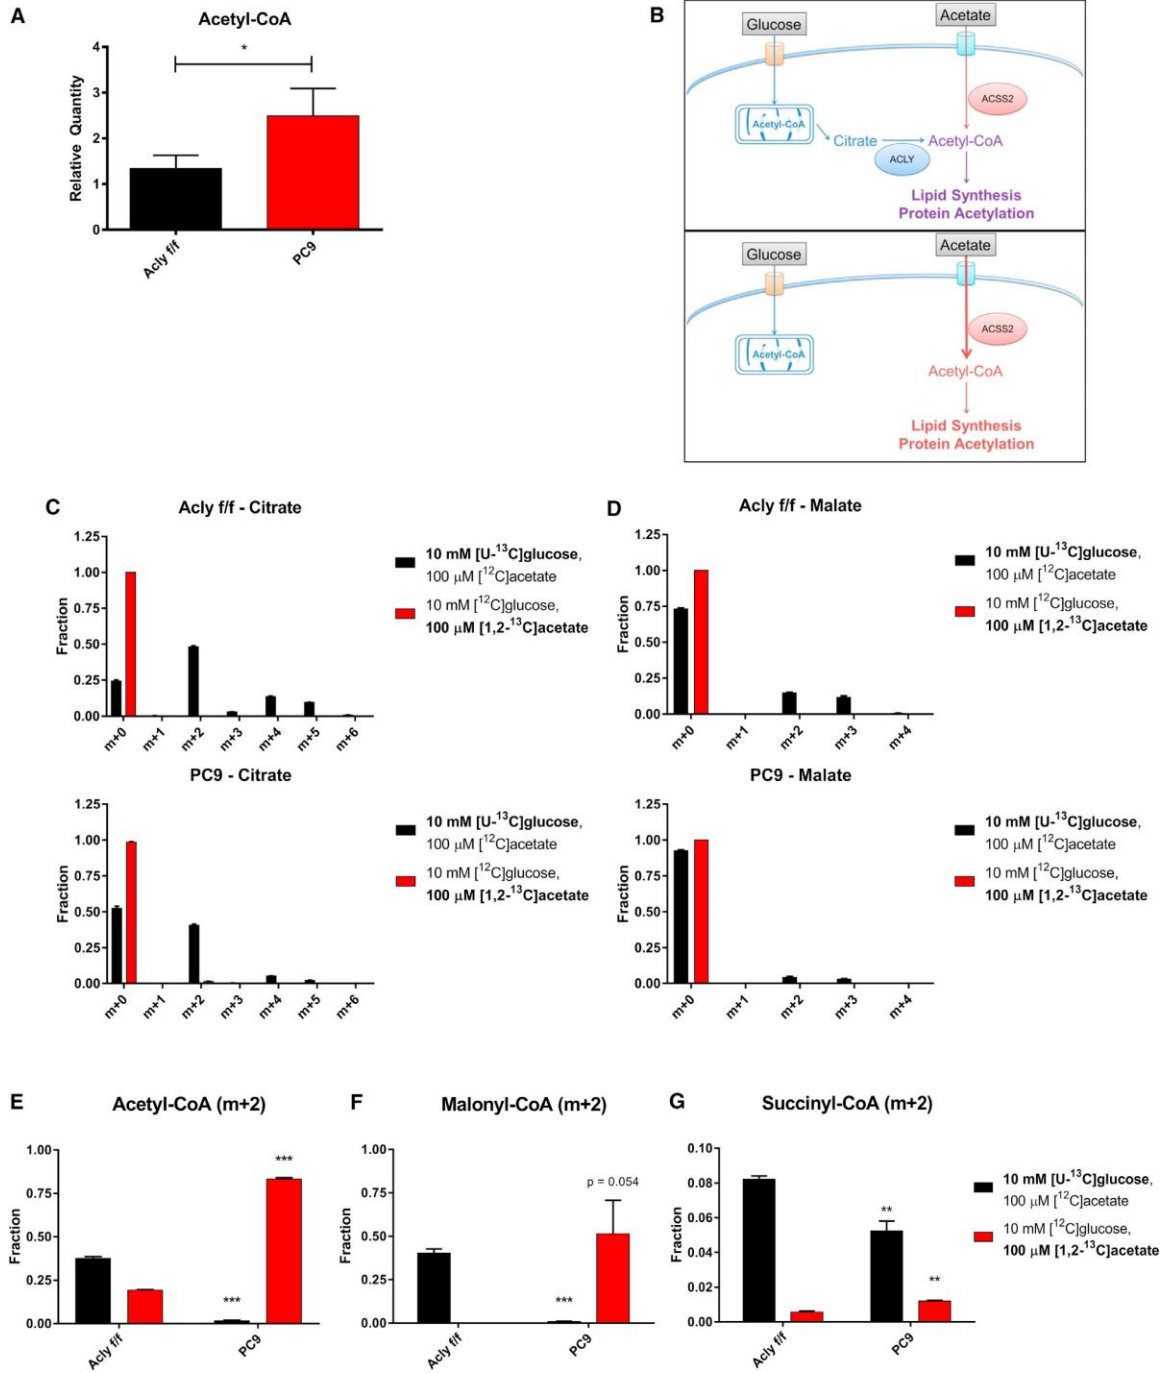 A
Acetyl-CoA
Relative Quantity
4
3
2
1
0
*
Acly f/f
PC9
B
Glucose
Acetate
ACSS2
Acetyl-CoA
Citrate
Acetyl-CoA
ACLY
Lipid Synthesis
Protein Acetylation
Glucose
Acetate
ACSS2
Acetyl-CoA
Acetyl-CoA
Lipid Synthesis
Protein Acetylation
C
Acly f/f - Citrate
Fraction
1.25
1.00
0.75
0.50
0.25
0.00
m+0
m+1
m+2
m+3
m+4
m+5
m+6
10 mM [U-¹³C]glucose,
100 μM [¹²C]acetate
10 mM [¹²C]glucose,
100 μM [1,2-¹³C]acetate
D
Acly f/f - Malate
Fraction
1.25
1.00
0.75
0.50
0.25
0.00
m+0
m+1
m+2
m+3
m+4
10 mM [U-¹³C]glucose,
100 μM [¹²C]acetate
10 mM [¹²C]glucose,
100 μM [1,2-¹³C]acetate
PC9 - Citrate
Fraction
1.25
1.00
0.75
0.50
0.25
0.00
m+0
m+1
m+2
m+3
m+4
m+5
m+6
10 mM [U-¹³C]glucose,
100 μM [¹²C]acetate
10 mM [¹²C]glucose,
100 μM [1,2-¹³C]acetate
PC9 - Malate
Fraction
1.25
1.00
0.75
0.50
0.25
0.00
m+0
m+1
m+2
m+3
m+4
10 mM [U-¹³C]glucose,
100 μM [¹²C]acetate
10 mM [¹²C]glucose,
100 μM [1,2-¹³C]acetate
E
Acetyl-CoA (m+2)
Fraction
1.00
0.75
0.50
0.25
0.00
***
***
Acly f/f
PC9
F
Malonyl-CoA (m+2)
Fraction
1.00
0.75
0.50
0.25
0.00
p = 0.054
***
Acly f/f
PC9
G
Succinyl-CoA (m+2)
Fraction
0.10
0.08
0.06
0.04
0.02
0.00
**
**
Acly f/f
PC9
10 mM [U-¹³C]glucose,
100 μM [¹²C]acetate
10 mM [¹²C]glucose,
100 μM [1,2-¹³C]acetate